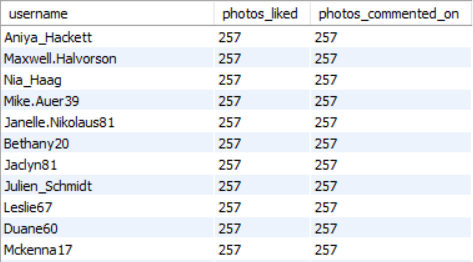 username photos_liked photos_commented_on
Aniya_Hackett 257 257
Maxwell.Halvorson 257 257
Nia_Haag 257 257
Mike.Auer39 257 257
Janelle.Nikolaus81 257 257
Bethany20 257 257
Jaclyn81 257 257
Julien_Schmidt 257 257
Leslie67 257 257
Duane60 257 257
Mckenna17 257 257